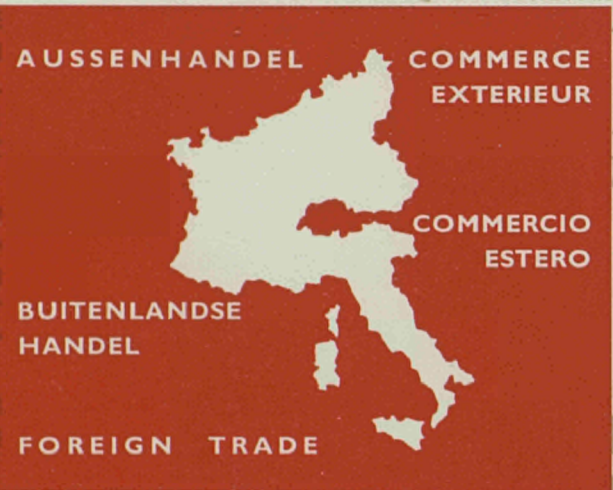 AUSSENHANDEL
COMMERCE
EXTERIEUR
COMMERCIO
ESTERO
BUITENLANDSE
HANDEL
FOREIGN TRADE